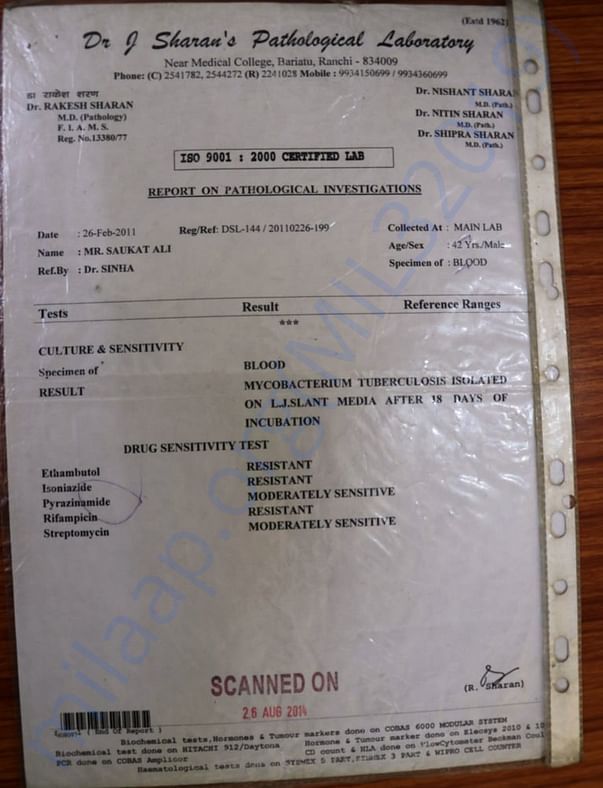 (Estd 1962)
Dr J Sharan's Pathological Laboratory
Near Medical College, Bariatu, Ranchi - 834009
Phone: (C) 2541782, 2544272 (R) 2241028 Mobile : 9934150699 / 9934360699
डा राकेश शरण
Dr. RAKESH SHARAN
M.D. (Pathology)
F. I. A. M. S.
Reg. No.13380/77
Dr. NISHANT SHARAN
M.D. (Path.)
Dr. NITIN SHARAN
M.D. (Path.)
Dr. SHIPRA SHARAN
M.D. (Path.)
ISO 9001 : 2000 CERTIFIED LAB
REPORT ON PATHOLOGICAL INVESTIGATIONS
Date : 26-Feb-2011 Reg/Ref: DSL-144 / 20110226-199 Collected At : MAIN LAB
Name : MR. SAUKAT ALI Age/Sex : 42 Yrs./Male
Ref.By : Dr. SINHA Specimen of : BLOOD
Tests Result Reference Ranges
***
CULTURE & SENSITIVITY
Specimen of BLOOD
RESULT MYCOBACTERIUM TUBERCULOSIS ISOLATED
ON L.J.SLANT MEDIA AFTER 18 DAYS OF
INCUBATION
DRUG SENSITIVITY TEST
Ethambutol RESISTANT
Isoniazide RESISTANT
Pyrazinamide MODERATELY SENSITIVE
Rifampicin RESISTANT
Streptomycin MODERATELY SENSITIVE
SCANNED ON
26 AUG 2014
(R. Sharan)
( End Of Report )
Biochemical tests,Hormones & Tumour markers done on COBAS 6000 MODULAR SYSTEM
Biochemical test done on HITACHI 912/Daytona Hormone & Tumour marker done on Elecsys 2010 & 10
PCR done on COBAS Amplicor CD count & HLA done on FlowCytometer Beckman Coul
Haematological tests done on SYSMEX 5 PART, SYSMEX 3 PART & WIPRO CELL COUNTER
milaap.org